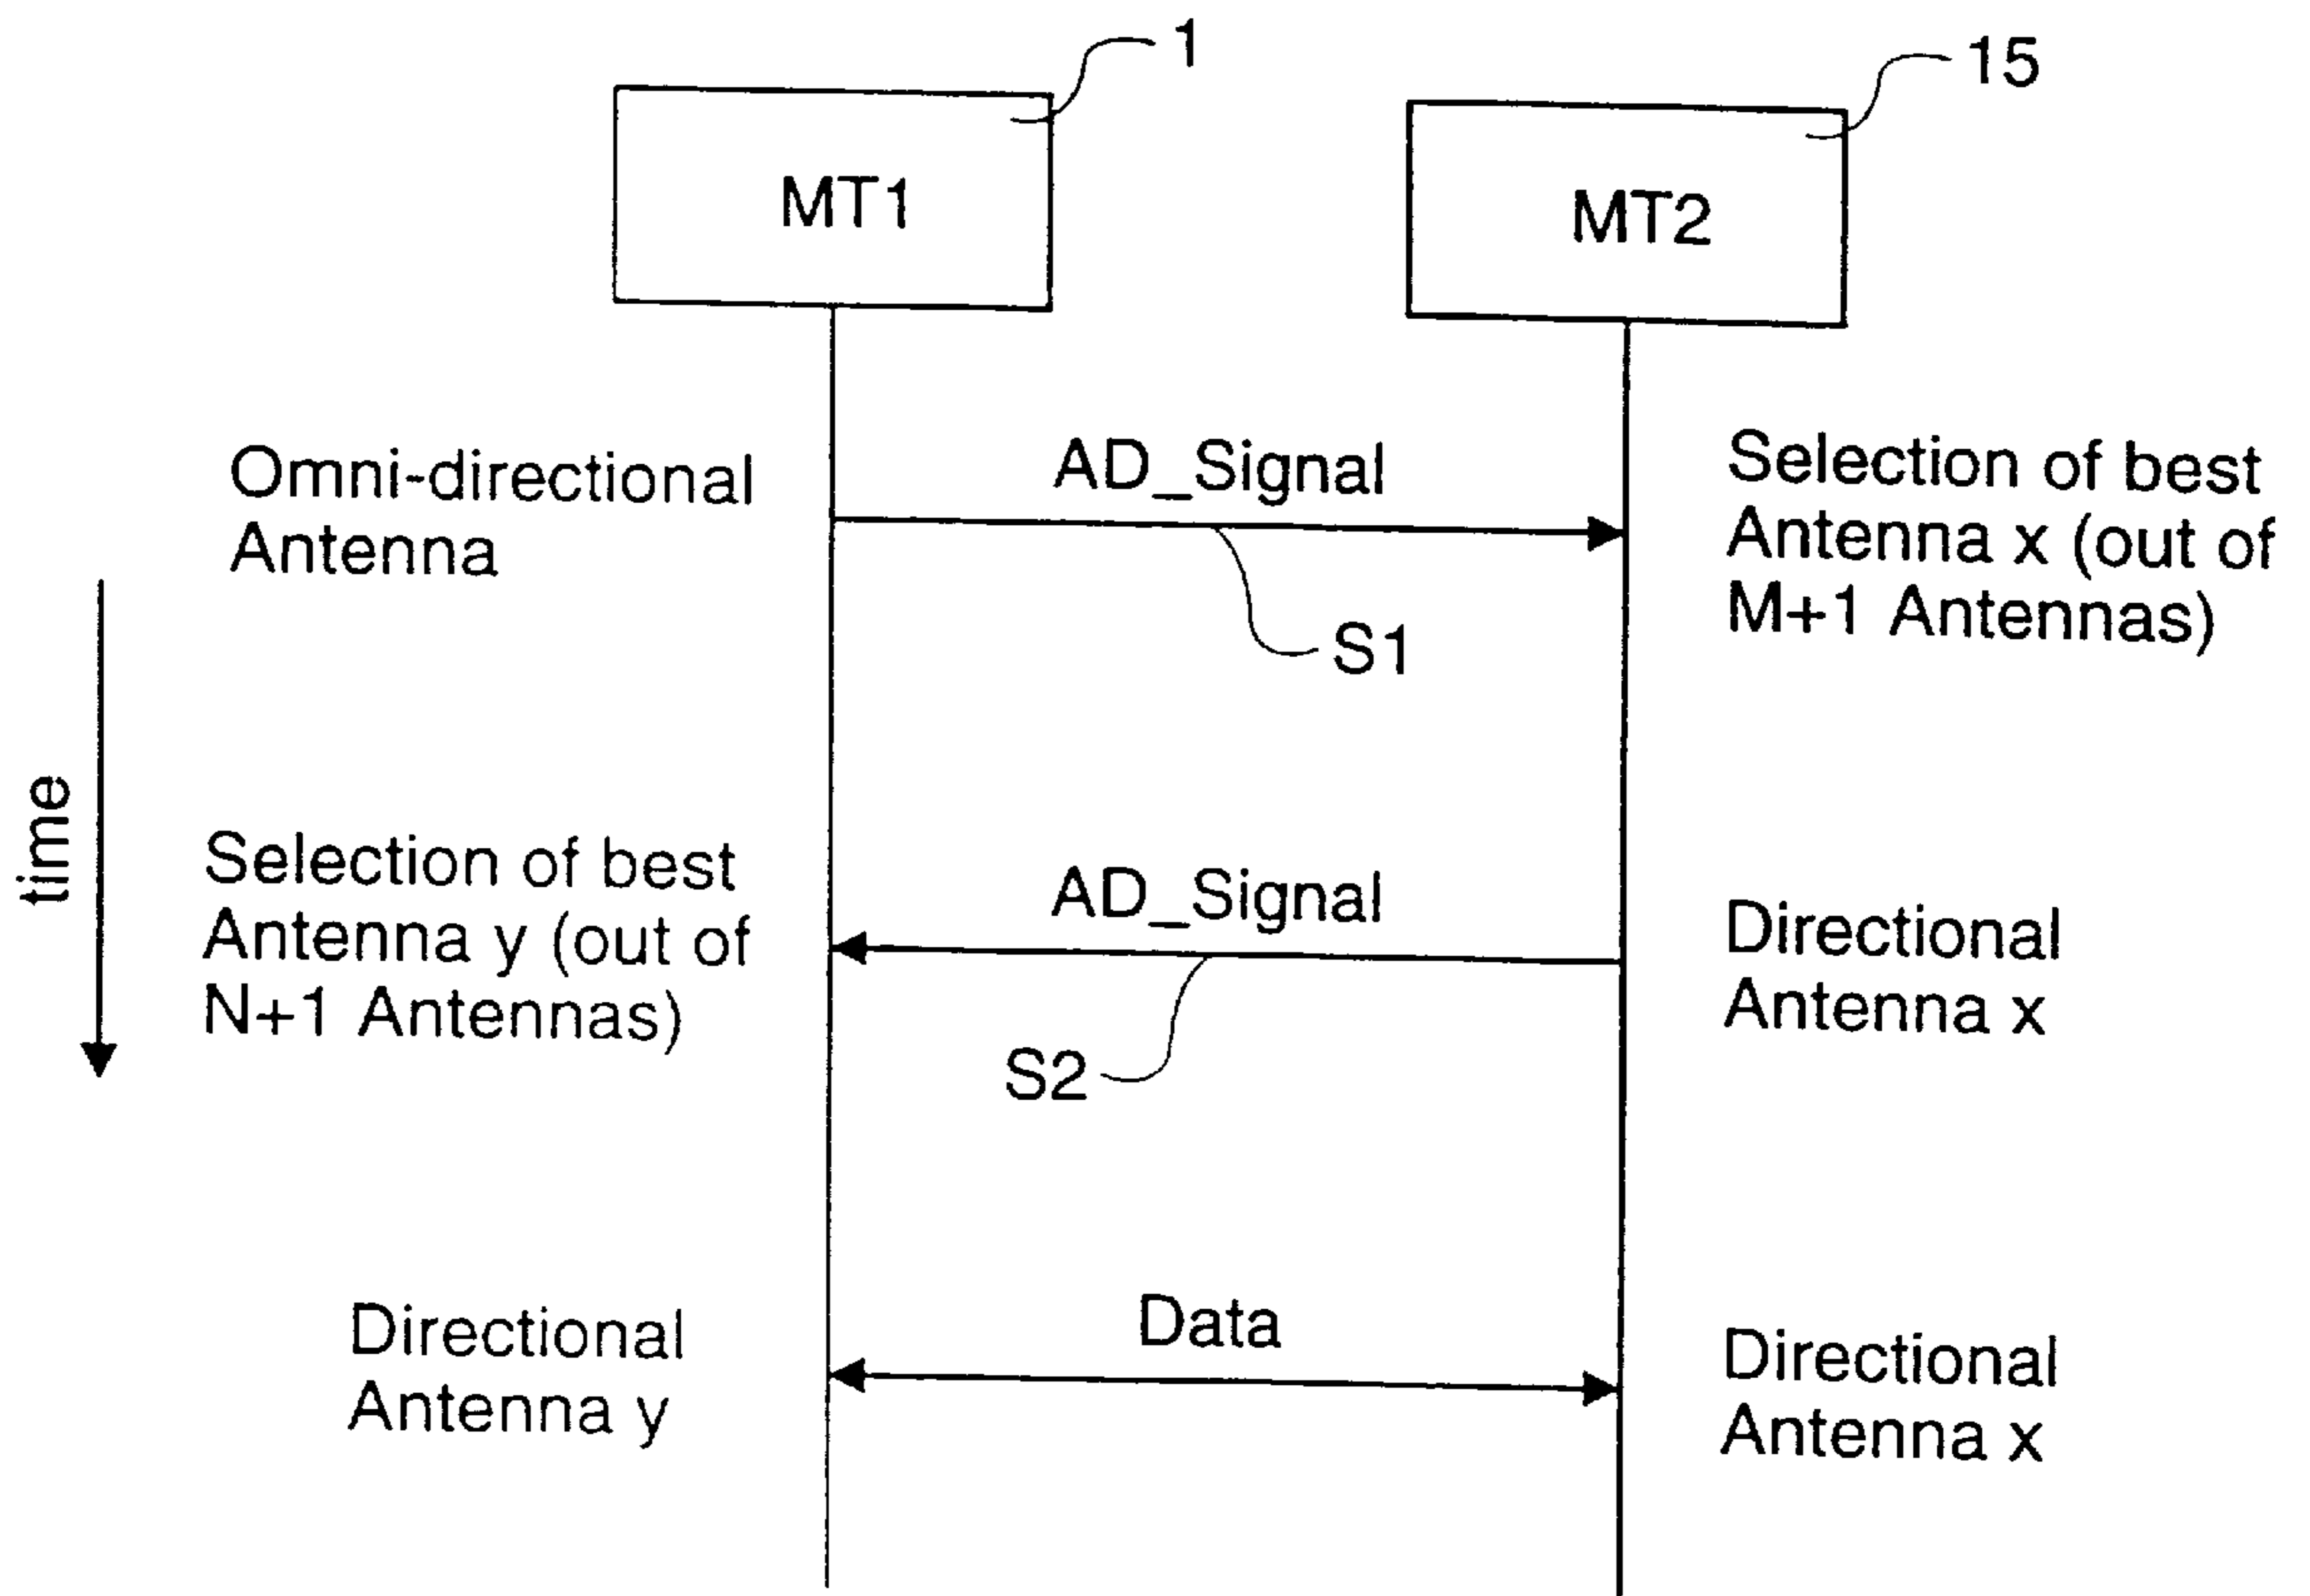 1
15
MT1
MT2
Omni-directional
Antenna
AD_Signal
S1
Selection of best
Antenna x (out of
M+1 Antennas)
time
Selection of best
Antenna y (out of
N+1 Antennas)
AD_Signal
S2
Directional
Antenna x
Directional
Antenna y
Data
Directional
Antenna x